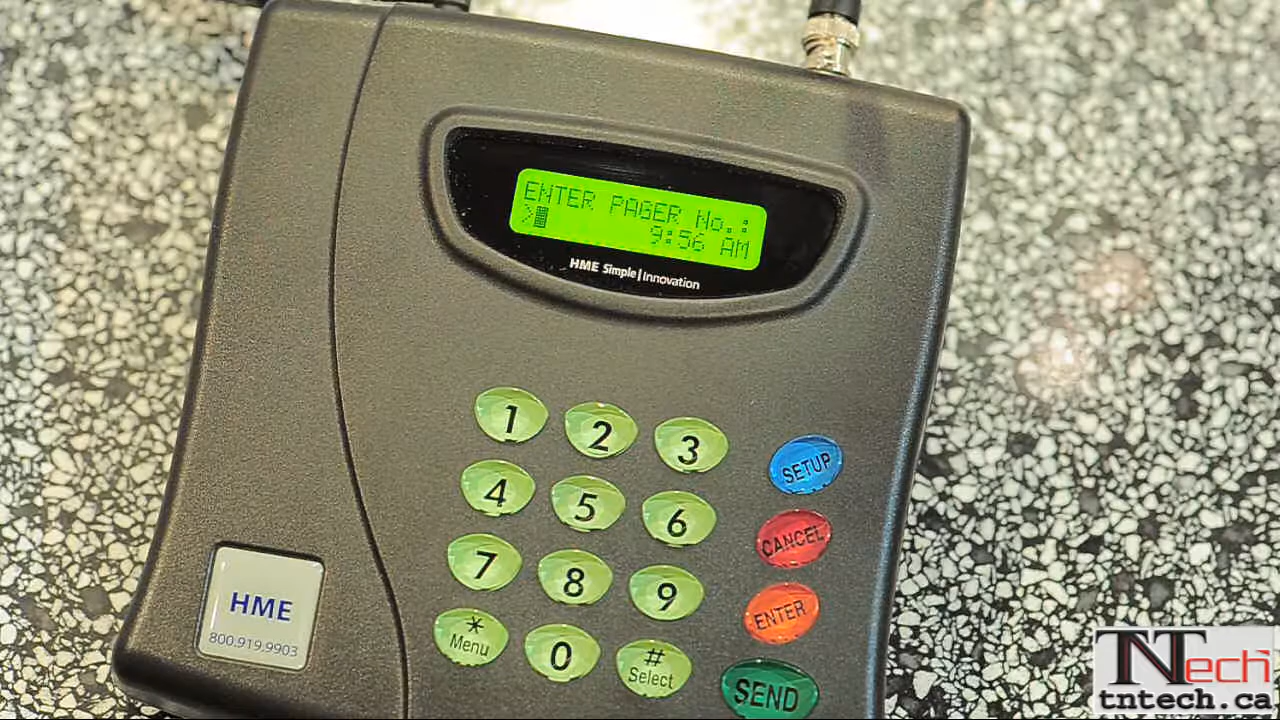 ENTER PAGER No.:
>
9:56 AM
HME Simple|Innovation
1 2 3
SETUP
4 5 6
CANCEL
7 8 9
ENTER
* Menu 0 # Select
SEND
HME
800.919.9903
TNTech
tntech.ca